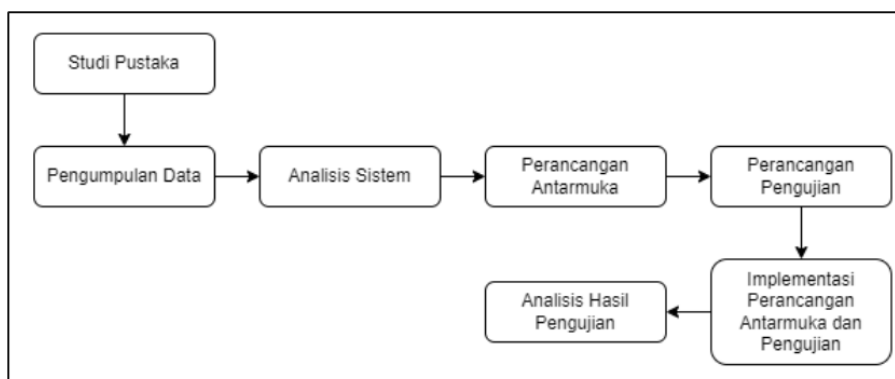 Studi Pustaka
Pengumpulan Data
Analisis Sistem
Perancangan
Antarmuka
Perancangan
Pengujian
Implementasi
Perancangan
Antarmuka dan
Pengujian
Analisis Hasil
Pengujian